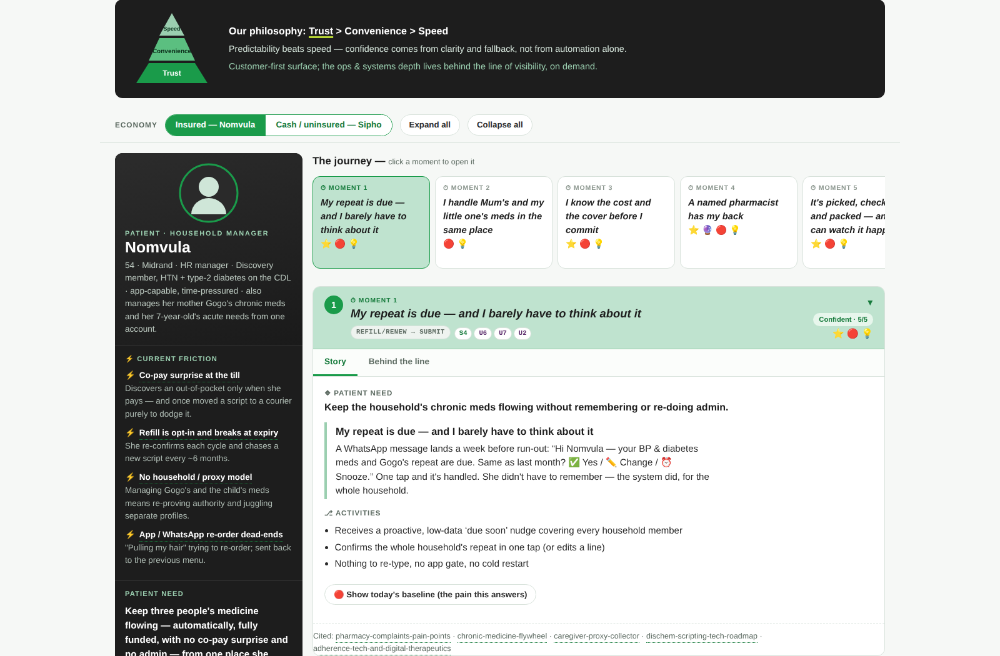 Speed
Convenience
Trust
Our philosophy: Trust > Convenience > Speed
Predictability beats speed — confidence comes from clarity and fallback, not from automation alone.
Customer-first surface; the ops & systems depth lives behind the line of visibility, on demand.
ECONOMY
Insured — Nomvula
Cash / uninsured — Sipho
Expand all
Collapse all
PATIENT · HOUSEHOLD MANAGER
Nomvula
54 · Midrand · HR manager · Discovery
member, HTN + type-2 diabetes on the CDL
· app-capable, time-pressured · also
manages her mother Gogo's chronic meds
and her 7-year-old's acute needs from one
account.
⚡ CURRENT FRICTION
⚡ Co-pay surprise at the till
Discovers an out-of-pocket only when she
pays — and once moved a script to a courier
purely to dodge it.
⚡ Refill is opt-in and breaks at expiry
She re-confirms each cycle and chases a
new script every ~6 months.
⚡ No household / proxy model
Managing Gogo's and the child's meds
means re-proving authority and juggling
separate profiles.
⚡ App / WhatsApp re-order dead-ends
"Pulling my hair" trying to re-order; sent back
to the previous menu.
PATIENT NEED
Keep three people's medicine
flowing — automatically, fully
funded, with no co-pay surprise and
no admin — from one place she
The journey — click a moment to open it
⏱ MOMENT 1
My repeat is due —
and I barely have to
think about it
⭐ 🔴 💡
⏱ MOMENT 2
I handle Mum's and my
little one's meds in the
same place
🔴 💡
⏱ MOMENT 3
I know the cost and
the cover before I
commit
⭐ 🔴 💡
⏱ MOMENT 4
A named pharmacist
has my back
⭐ 🔮 🔴 💡
⏱ MOMENT 5
It's picked, check
and packed — an
can watch it happ
⭐ 🔴 💡
1
⏱ MOMENT 1
My repeat is due — and I barely have to think about it
REFILL/RENEW → SUBMIT S4 U6 U7 U2
▼
Confident · 5/5
⭐ 🔴 💡
Story
Behind the line
❖ PATIENT NEED
Keep the household's chronic meds flowing without remembering or re-doing admin.
My repeat is due — and I barely have to think about it
A WhatsApp message lands a week before run-out: “Hi Nomvula — your BP & diabetes
meds and Gogo's repeat are due. Same as last month? ✅ Yes / ✏️ Change / ⏰
Snooze.” One tap and it's handled. She didn't have to remember — the system did, for the
whole household.
⎇ ACTIVITIES
• Receives a proactive, low-data ‘due soon’ nudge covering every household member
• Confirms the whole household's repeat in one tap (or edits a line)
• Nothing to re-type, no app gate, no cold restart
🔴 Show today's baseline (the pain this answers)
Cited: pharmacy-complaints-pain-points · chronic-medicine-flywheel · caregiver-proxy-collector · dischem-scripting-tech-roadmap ·
adherence-tech-and-digital-therapeutics